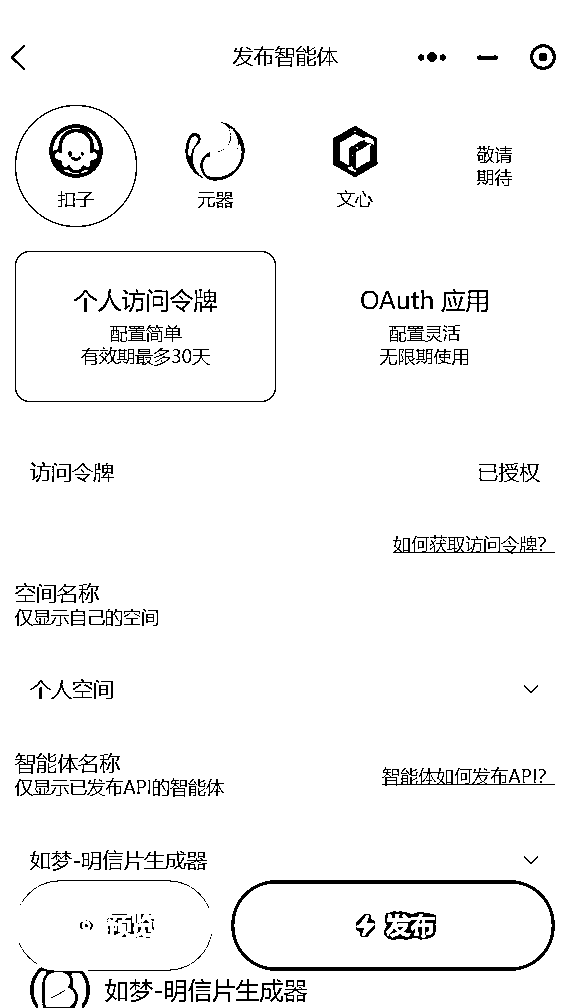 发布智能体
扣子
元器
文心
敬请
期待
个人访问令牌
配置简单
有效期最多30天
OAuth 应用
配置灵活
无限期使用
访问令牌
已授权
如何获取访问令牌?
空间名称
仅显示自己的空间
个人空间
智能体名称
仅显示已发布API的智能体
智能体如何发布API?
如梦-明信片生成器
预览
发布
如梦-明信片生成器